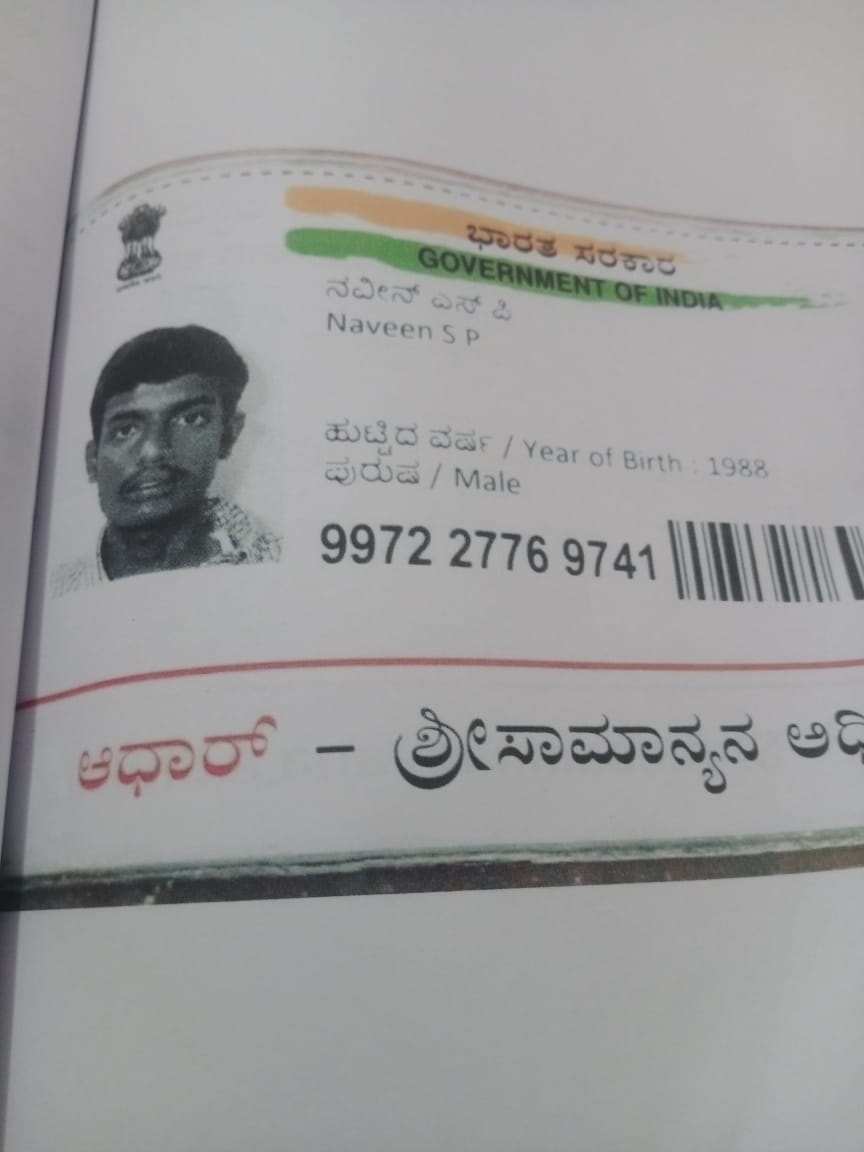 ಭಾರತ ಸರಕಾರ
GOVERNMENT OF INDIA
ನವೀನ್ ಎಸ್ ಪಿ
Naveen S P
ಹುಟ್ಟಿದ ವರ್ಷ / Year of Birth : 1988
ಪುರುಷ / Male
9972 2776 9741
ಆಧಾರ್ – ಶ್ರೀಸಾಮಾನ್ಯನ